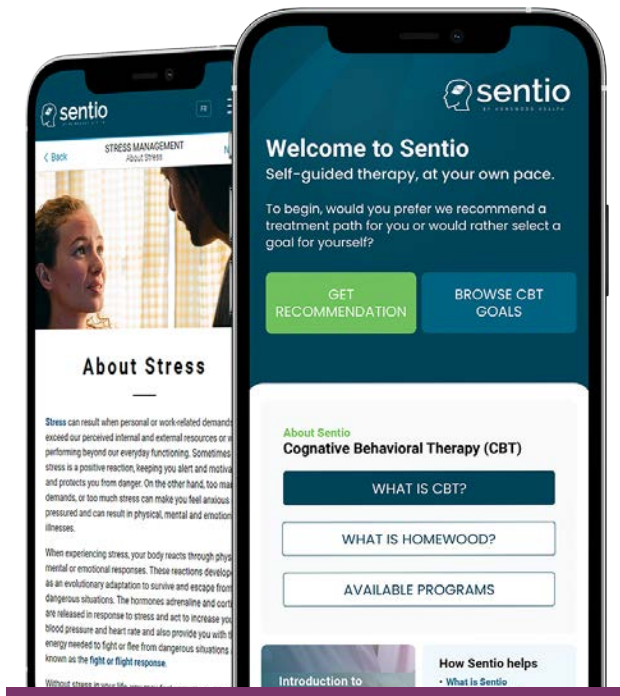 sentio
FR
< Back
STRESS MANAGEMENT
About Stress
N
About Stress
Stress can result when personal or work-related demands
exceed our perceived internal and external resources or
performing beyond our everyday functioning. Sometimes
stress is a positive reaction, keeping you alert and
and protects you from danger. On the other hand, too
demands, or too much stress can make you feel anxious
pressured and can result in physical, mental and
illnesses.
When experiencing stress, your body reacts through
mental or emotional responses. These reactions
as an evolutionary adaptation to survive and escape from
dangerous situations. The hormones adrenaline and
are released in response to stress and act to increase
blood pressure and heart rate and also provide you with
energy needed to fight or flee from dangerous situations
known as the fight or flight response.
Without stress in your life you may
sentio
BY HOMEWOOD HEALTH
Welcome to Sentio
Self-guided therapy, at your own pace.
To begin, would you prefer we recommend a
treatment path for you or would rather select a
goal for yourself?
GET
RECOMMENDATION
BROWSE CBT
GOALS
About Sentio
Cognative Behavioral Therapy (CBT)
WHAT IS CBT?
WHAT IS HOMEWOOD?
AVAILABLE PROGRAMS
Introduction to
How Sentio helps
• What is Sentio